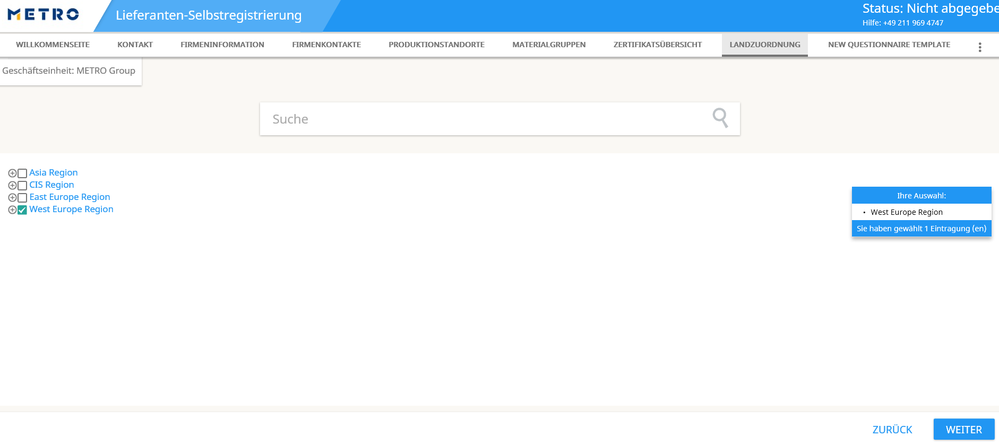 METRO
Lieferanten-Selbstregistrierung
Status: Nicht abgegebe
Hilfe: +49 211 969 4747
WILLKOMMENSEITE KONTAKT FIRMENINFORMATION FIRMENKONTAKTE PRODUKTIONSTANDORTE MATERIALGRUPPEN ZERTIFIKATSÜBERSICHT LANDZUORDNUNG NEW QUESTIONNAIRE TEMPLATE
Geschäftseinheit: METRO Group
Suche
Asia Region
CIS Region
East Europe Region
West Europe Region
Ihre Auswahl:
• West Europe Region
Sie haben gewählt 1 Eintragung (en)
ZURÜCK WEITER